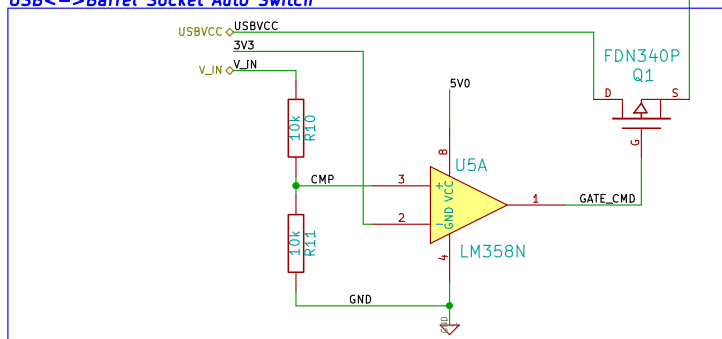 USB<->Barrel Socket Auto Switch
USBVCC
USBVCC
3V3
V_IN
V_IN
FDN340P
Q1
D
S
G
5V0
10k
R10
8
U5A
CMP
3
+
VCC
1
GATE_CMD
2
-
GND
10k
R11
4
LM358N
GND
GND